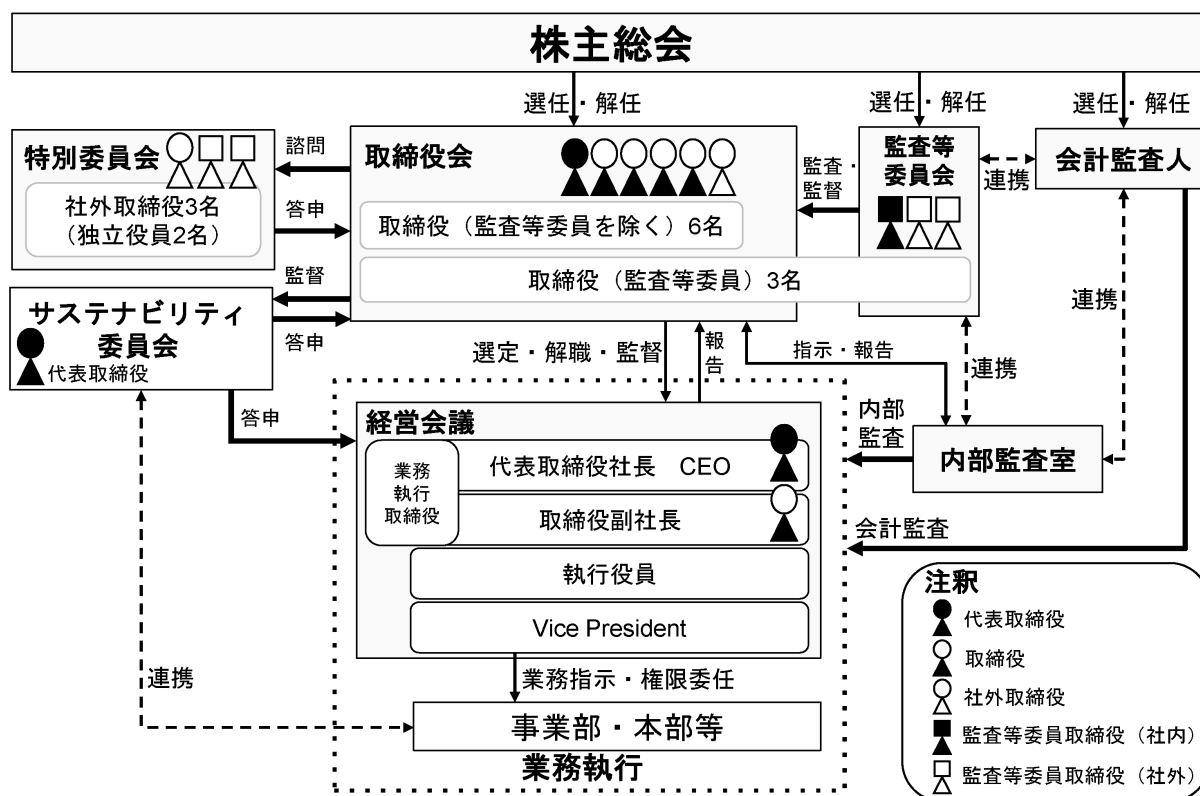 株主総会
選任・解任
選任・解任
選任・解任
特別委員会
社外取締役3名
（独立役員2名）
諮問
答申
取締役会
取締役（監査等委員を除く）6名
取締役（監査等委員）3名
監査・
監督
監査等
委員会
連携
会計監査人
サステナビリティ
委員会
代表取締役
監督
答申
選定・解職・監督
報
告
指示・報告
連携
連携
答申
経営会議
業務
執行
取締役
代表取締役社長 CEO
取締役副社長
執行役員
Vice President
内部
監査
内部監査室
会計監査
連携
業務指示・権限委任
事業部・本部等
業務執行
注釈
代表取締役
取締役
社外取締役
監査等委員取締役（社内）
監査等委員取締役（社外）